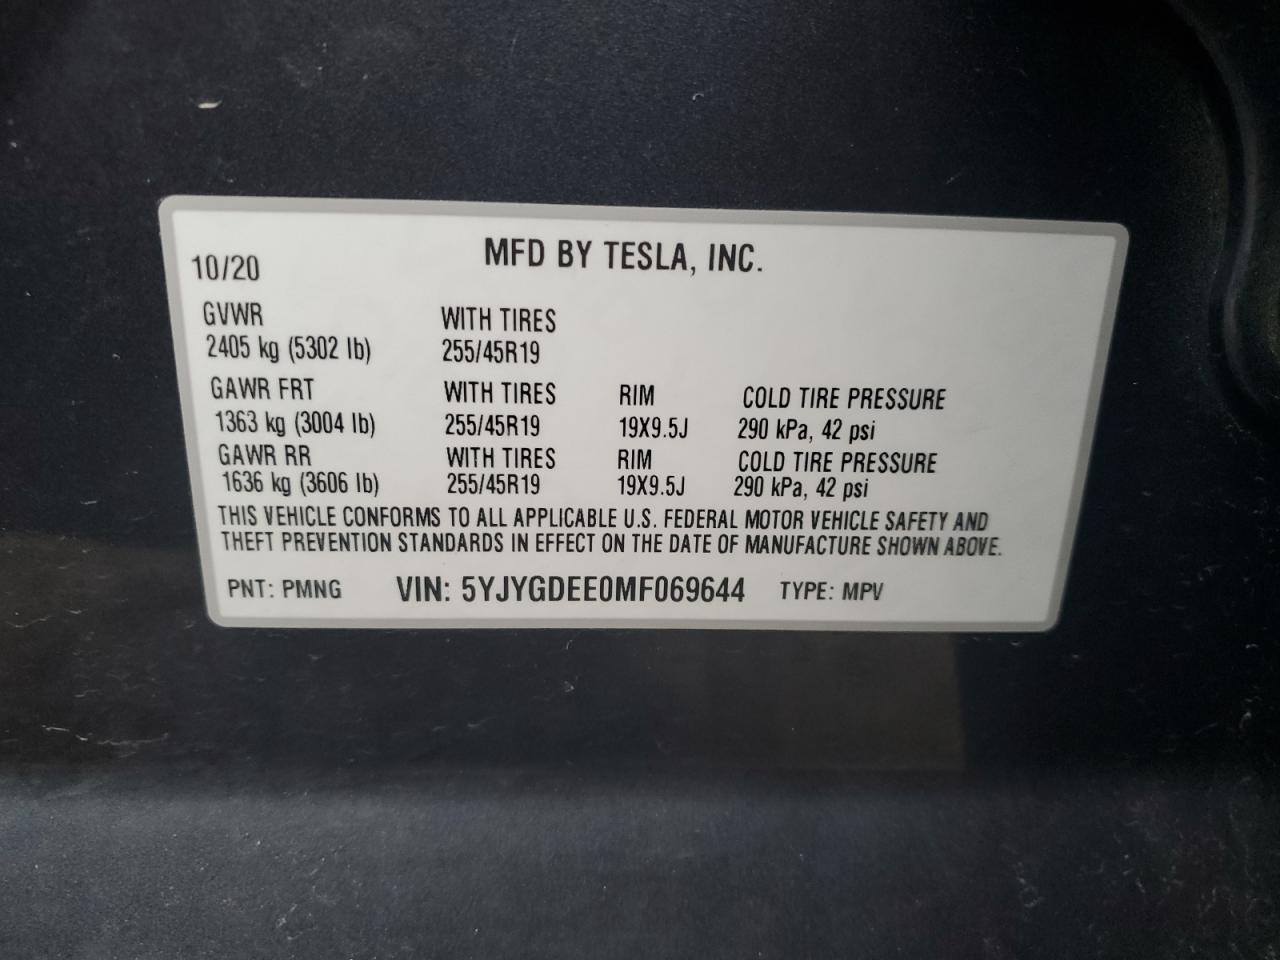 MFD BY TESLA, INC.
10/20
GVWR WITH TIRES
2405 kg (5302 lb) 255/45R19
GAWR FRT WITH TIRES RIM COLD TIRE PRESSURE
1363 kg (3004 lb) 255/45R19 19X9.5J 290 kPa, 42 psi
GAWR RR WITH TIRES RIM COLD TIRE PRESSURE
1636 kg (3606 lb) 255/45R19 19X9.5J 290 kPa, 42 psi
THIS VEHICLE CONFORMS TO ALL APPLICABLE U.S. FEDERAL MOTOR VEHICLE SAFETY AND
THEFT PREVENTION STANDARDS IN EFFECT ON THE DATE OF MANUFACTURE SHOWN ABOVE.
PNT: PMNG VIN: 5YJYGDEE0MF069644 TYPE: MPV